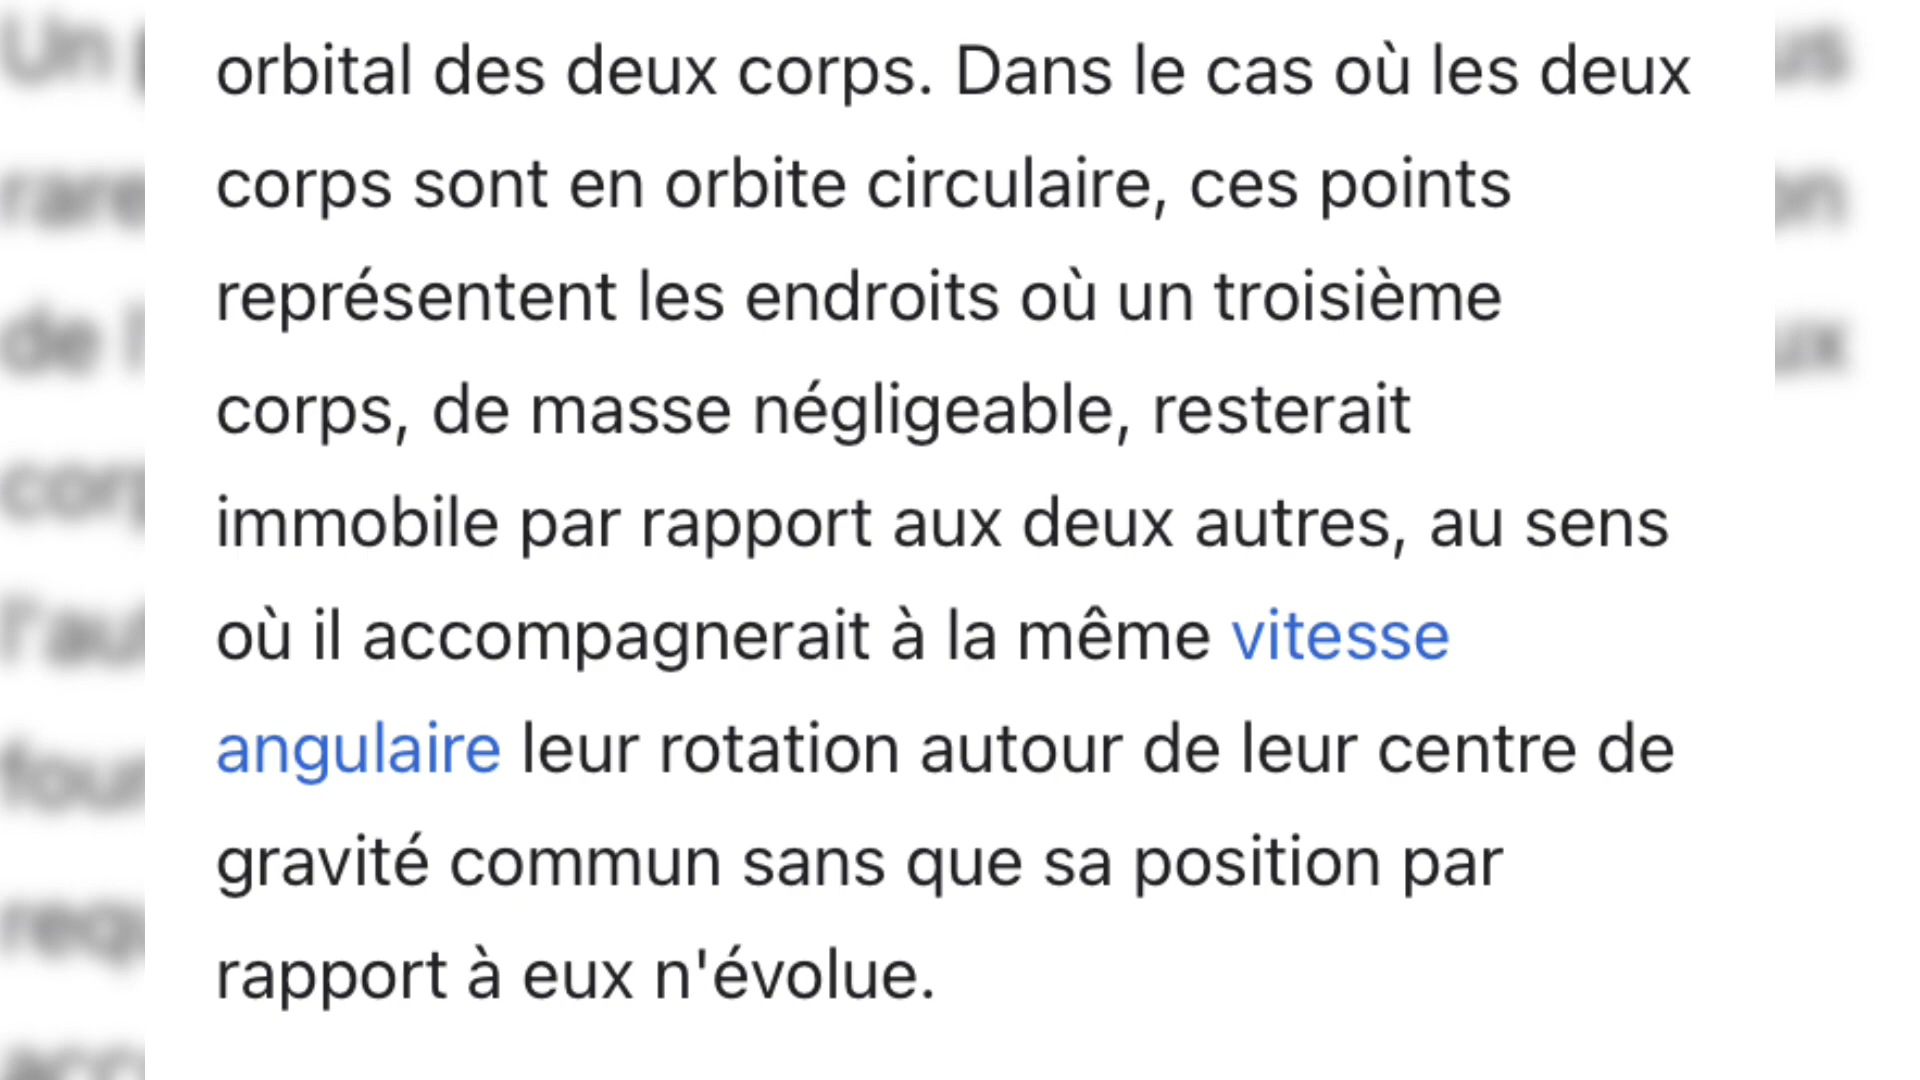 orbital des deux corps. Dans le cas où les deux
corps sont en orbite circulaire, ces points
représentent les endroits où un troisième
corps, de masse négligeable, resterait
immobile par rapport aux deux autres, au sens
où il accompagnerait à la même vitesse
angulaire leur rotation autour de leur centre de
gravité commun sans que sa position par
rapport à eux n'évolue.